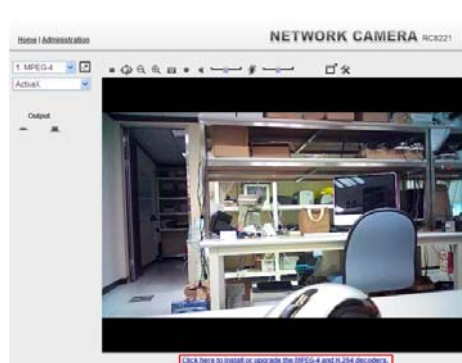 Home | Administration
NETWORK CAMERA RC8221
1. MPEG-4
ActiveX
Output
Click here to install or upgrade the MPEG-4 and H.264 decoders.